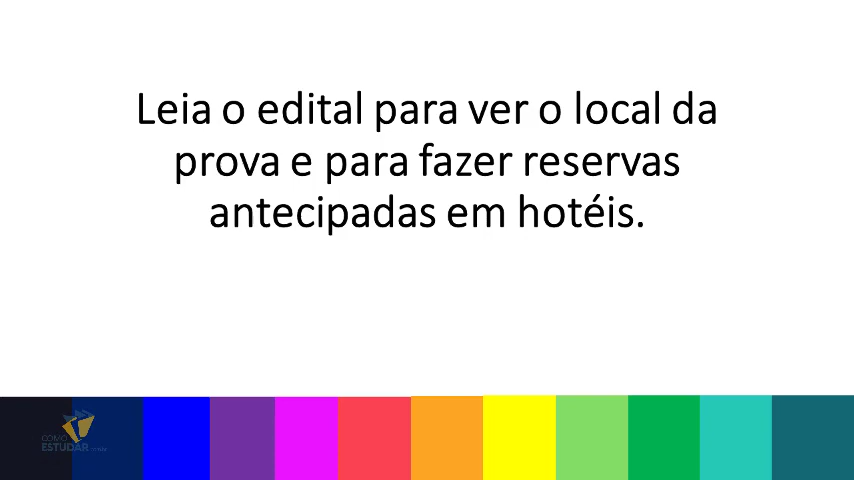 Leia o edital para ver o local da
prova e para fazer reservas
antecipadas em hotéis.
COMO
ESTUDAR